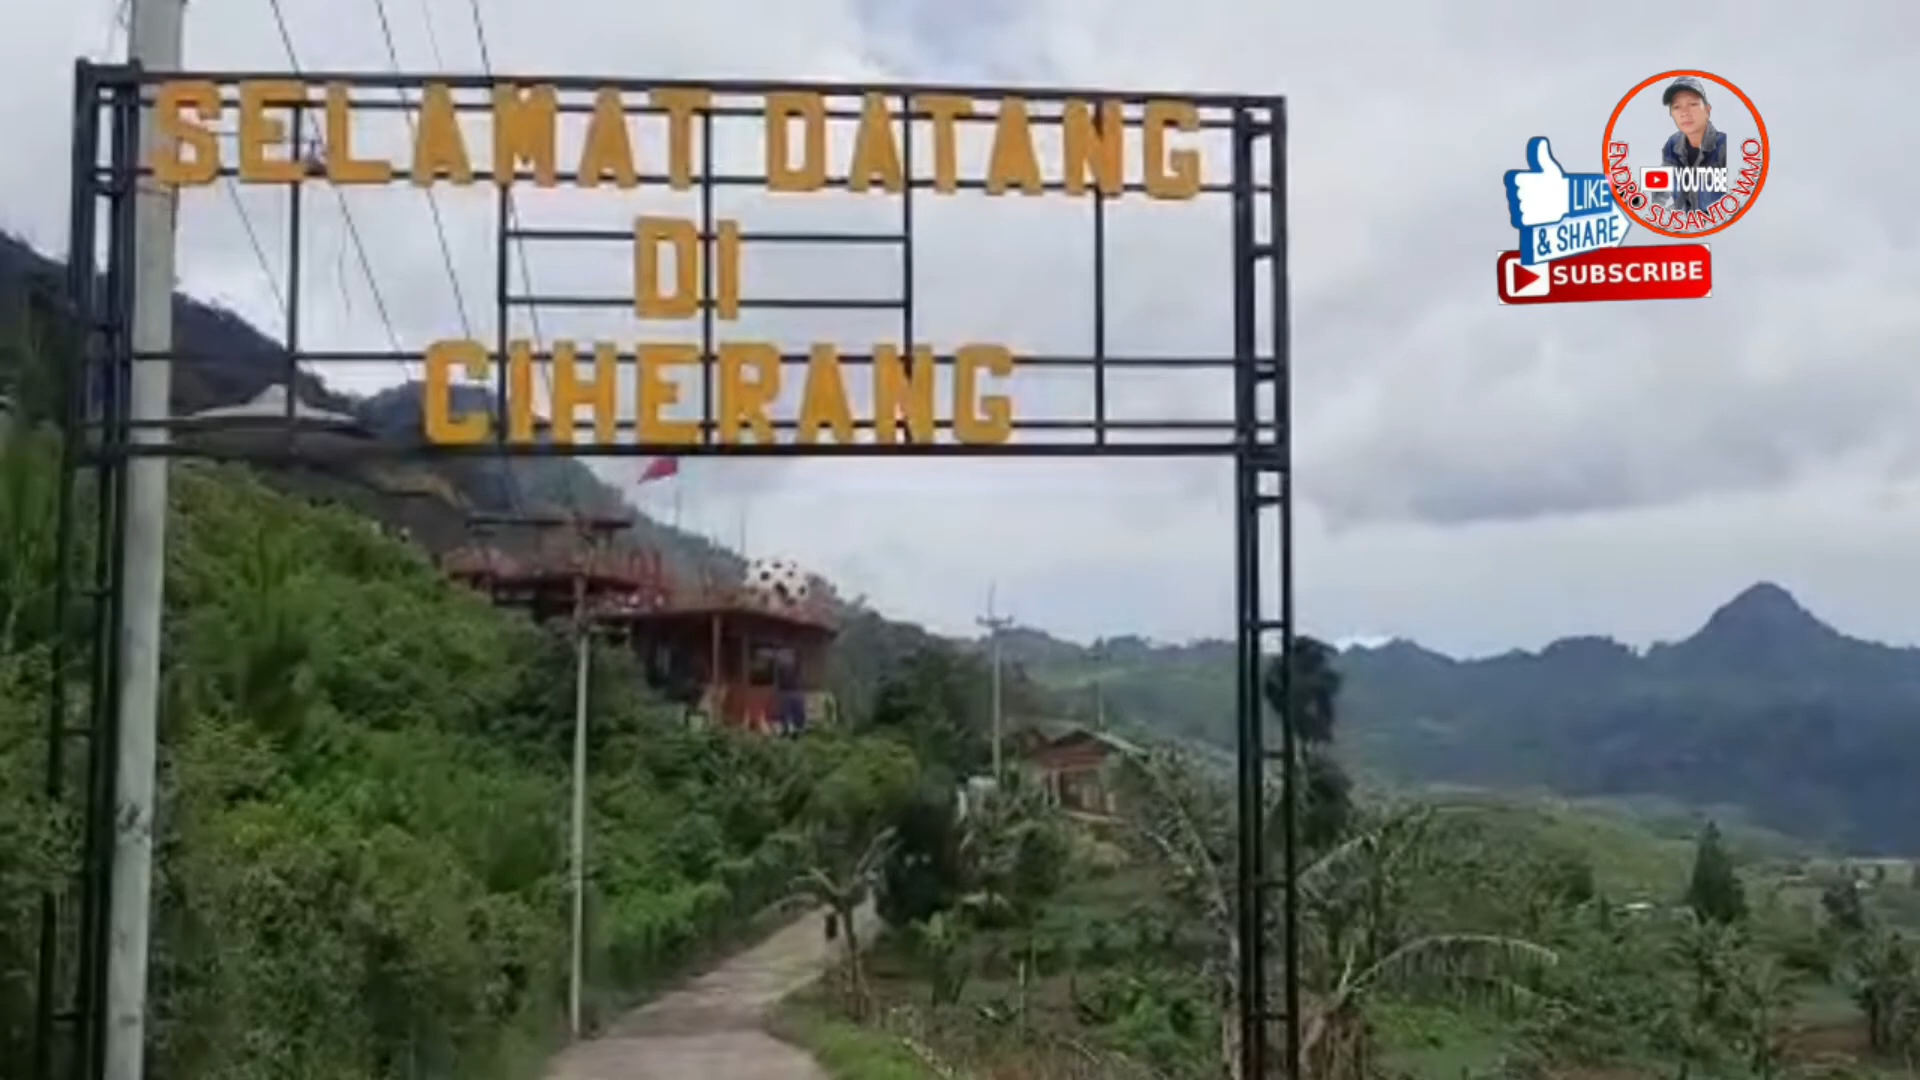 SELAMAT DATANG
DI
CIHERANG
LIKE
& SHARE
SUBSCRIBE
YOUTOBE
ENDRO SUSANTO WMO